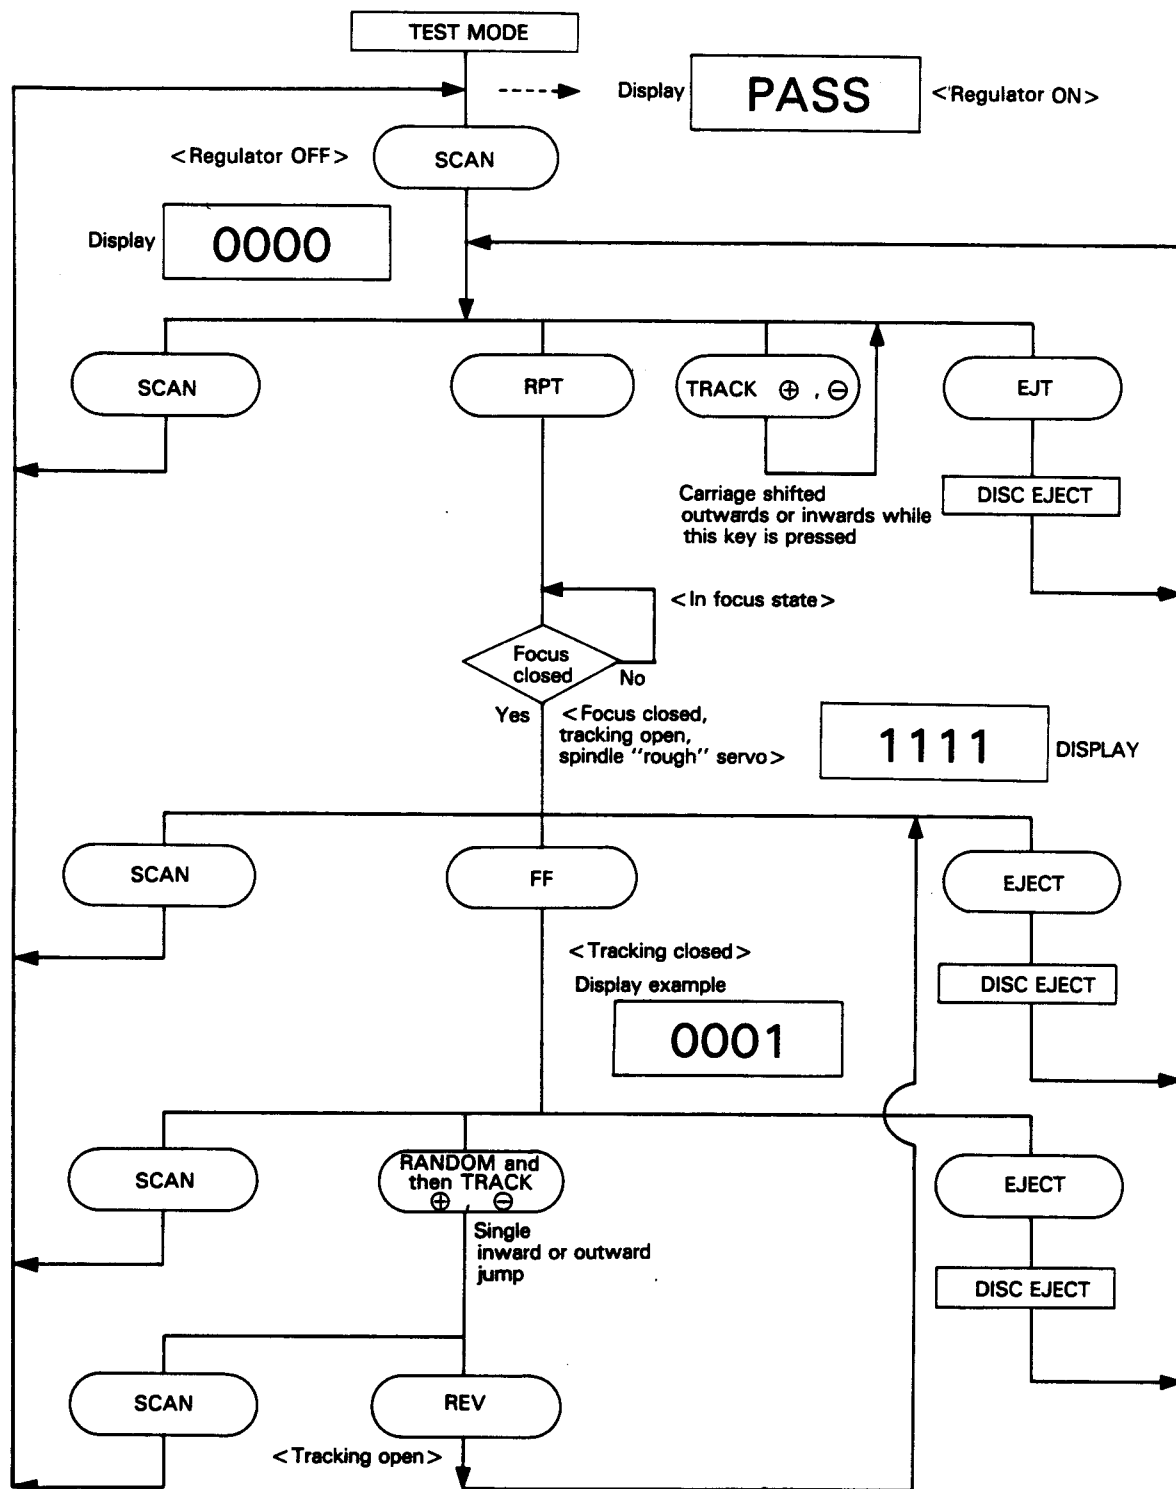 TEST MODE
Display
PASS
<Regulator ON>
<Regulator OFF>
SCAN
Display
0000
SCAN
RPT
TRACK ⊕ , ⊖
EJT
Carriage shifted
outwards or inwards while
this key is pressed
DISC EJECT
<In focus state>
Focus
closed
No
Yes
<Focus closed,
tracking open,
spindle "rough" servo>
1111
DISPLAY
SCAN
FF
EJECT
<Tracking closed>
Display example
0001
DISC EJECT
SCAN
RANDOM and
then TRACK
⊕ , ⊖
EJECT
Single
inward or outward
jump
DISC EJECT
SCAN
REV
<Tracking open>